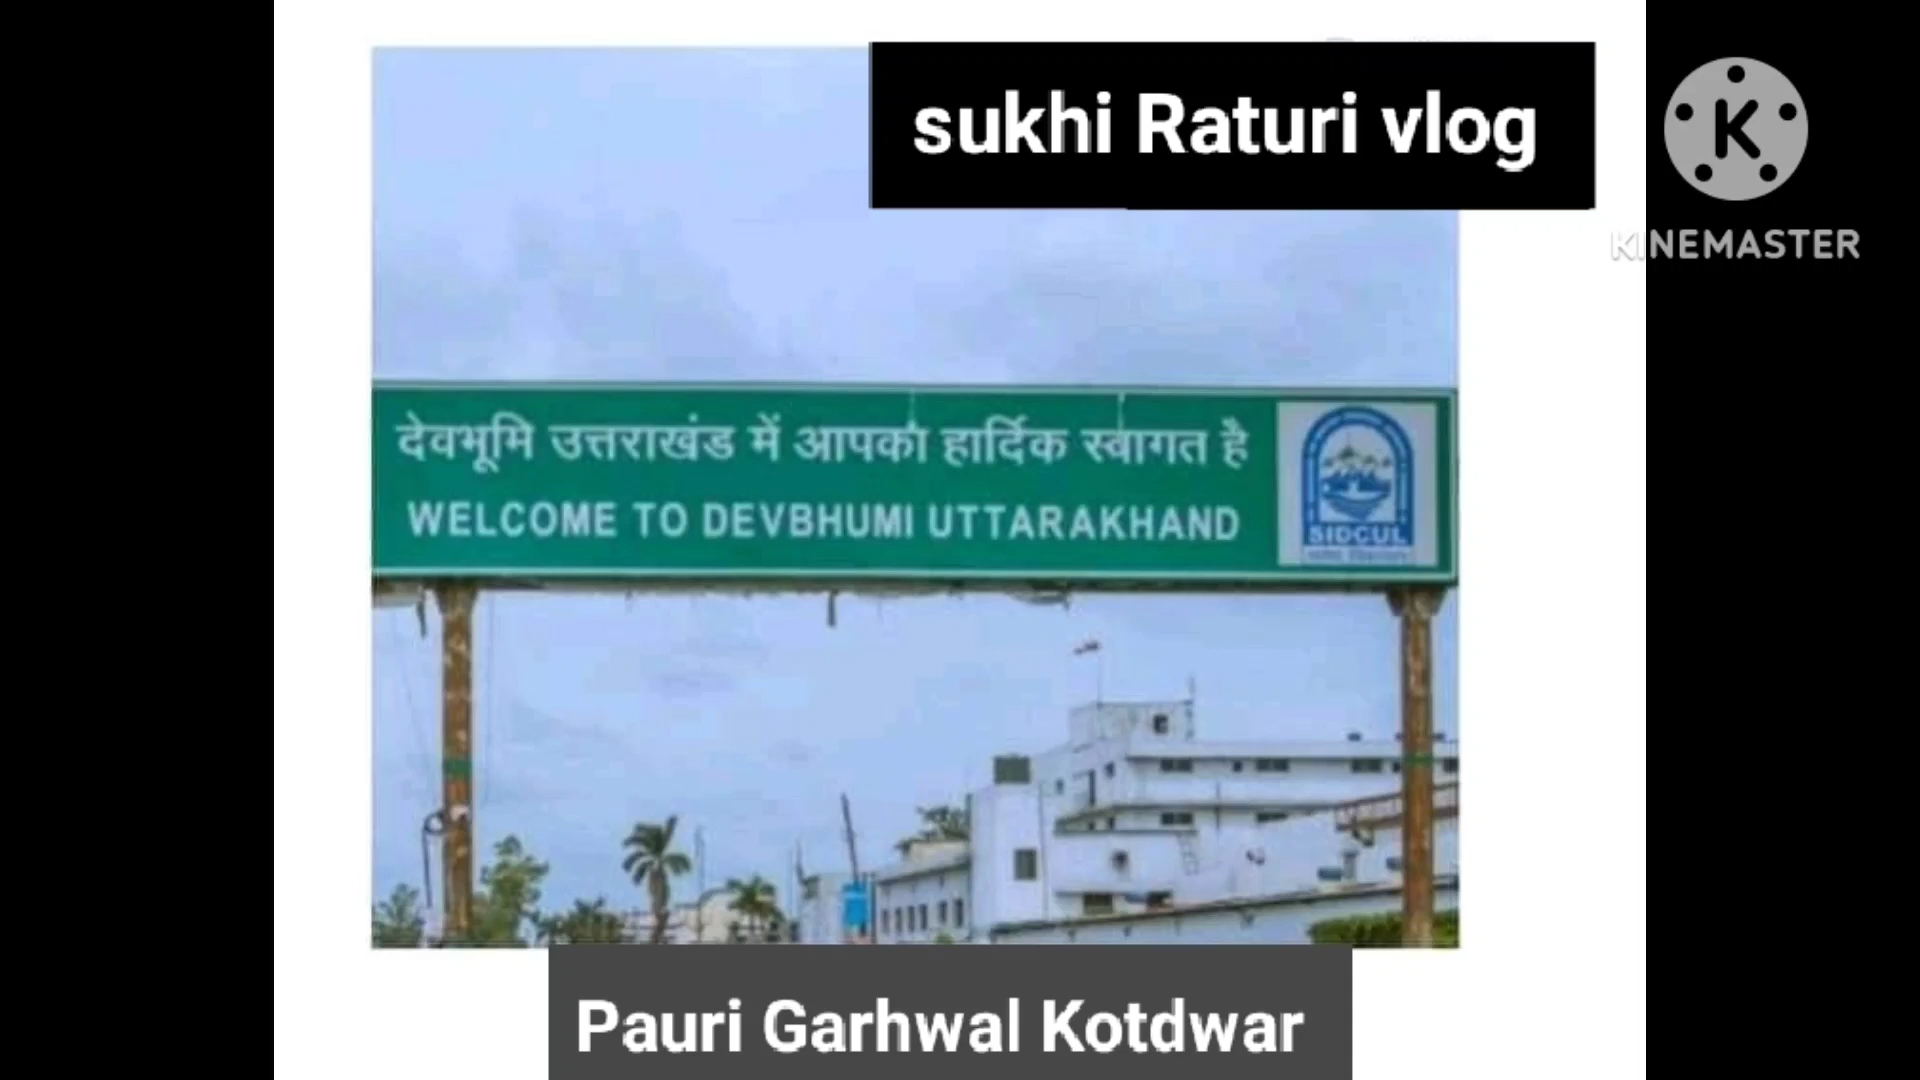 sukhi Raturi vlog
KINEMASTER
देवभूमि उत्तराखंड में आपका हार्दिक स्वागत है
WELCOME TO DEVBHUMI UTTARAKHAND
SIDCUL
Pauri Garhwal Kotdwar